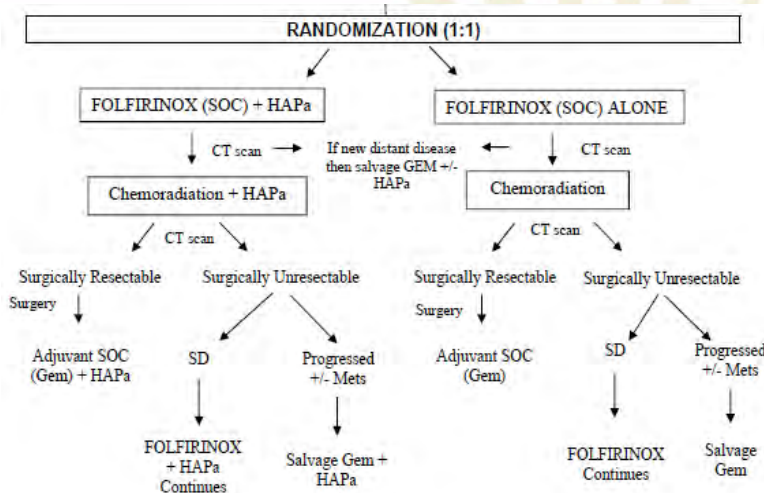 RANDOMIZATION (1:1)
FOLFIRINOX (SOC) + HAPa
FOLFIRINOX (SOC) ALONE
CT scan
If new distant disease
then salvage GEM +/-
HAPa
CT scan
Chemoradiation + HAPa
Chemoradiation
CT scan
CT scan
Surgically Resectable
Surgically Unresectable
Surgically Resectable
Surgically Unresectable
Surgery
Surgery
Adjuvant SOC
(Gem) + HAPa
SD
Progressed
+/- Mets
Adjuvant SOC
(Gem)
SD
Progressed
+/- Mets
FOLFIRINOX
+ HAPa
Continues
Salvage Gem +
HAPa
FOLFIRINOX
Continues
Salvage
Gem